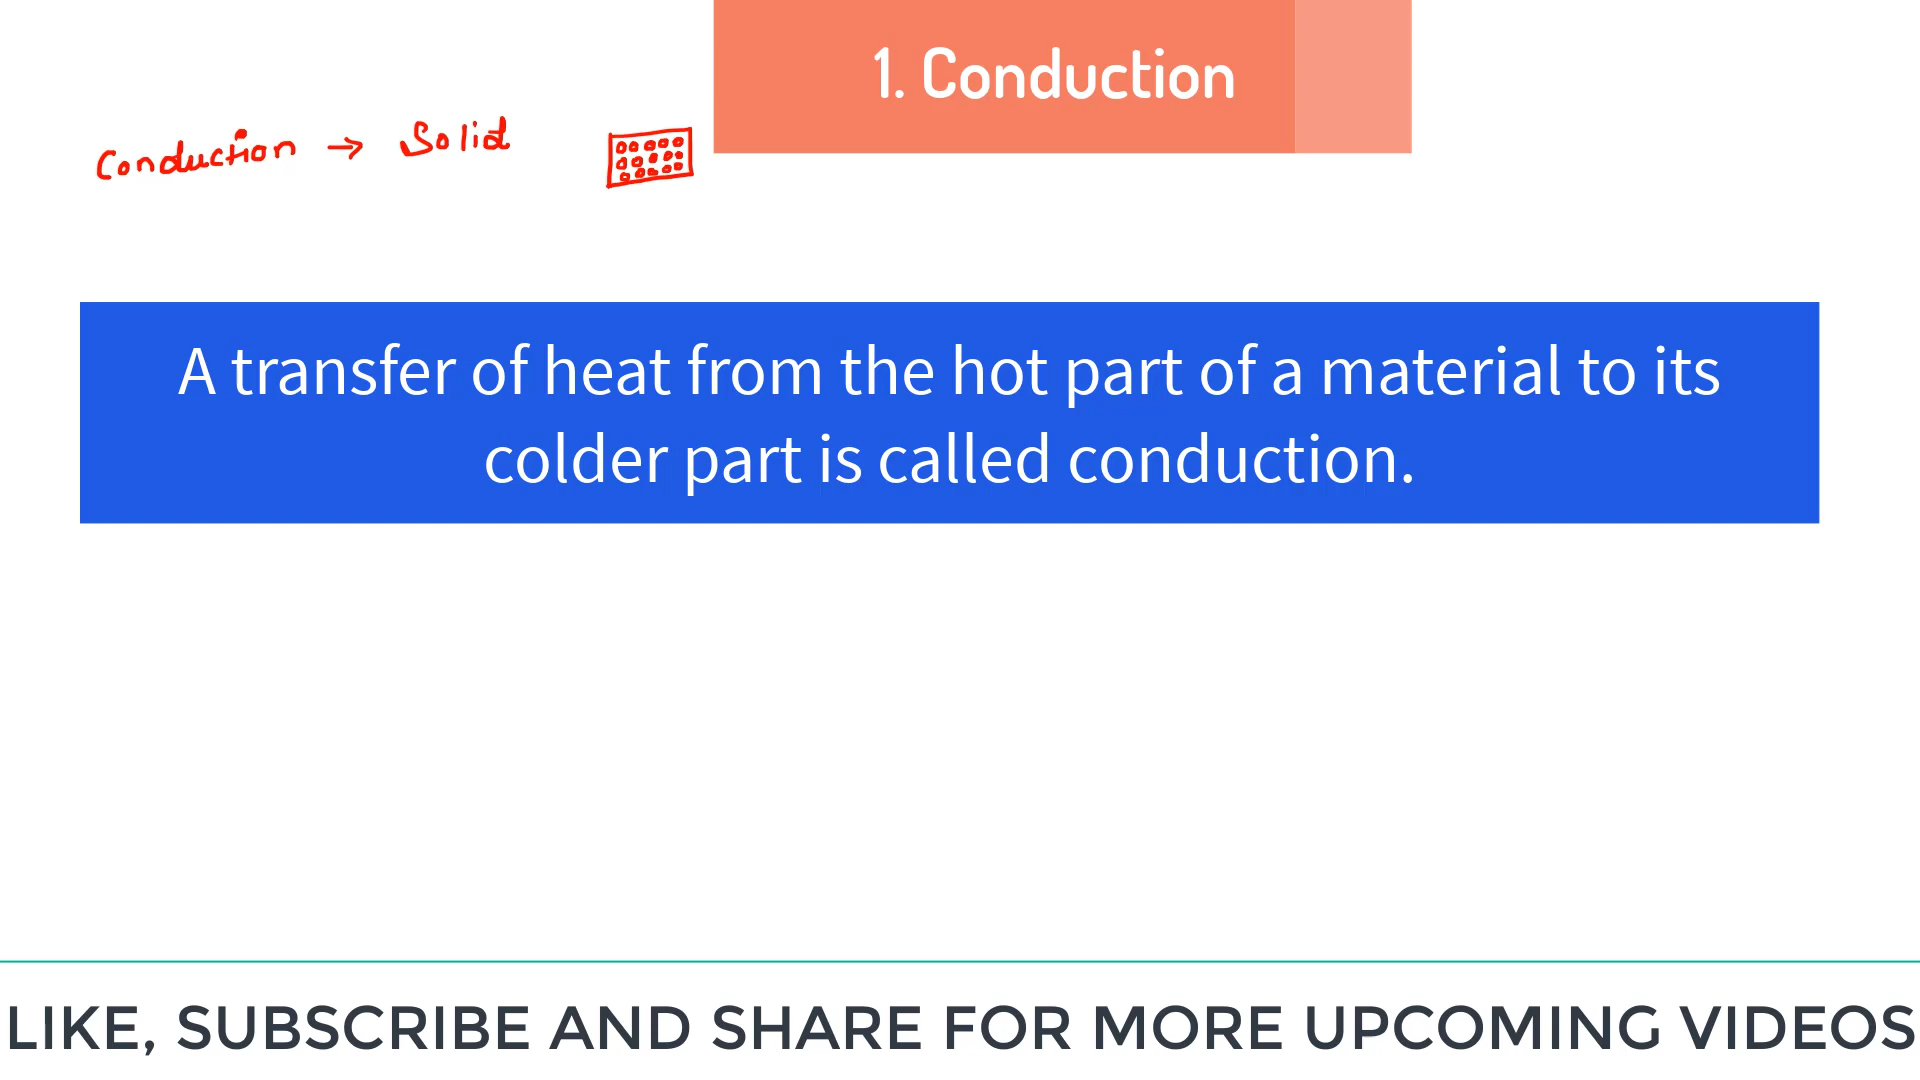 1. Conduction
Conduction → Solid
A transfer of heat from the hot part of a material to its
colder part is called conduction.
LIKE, SUBSCRIBE AND SHARE FOR MORE UPCOMING VIDEOS